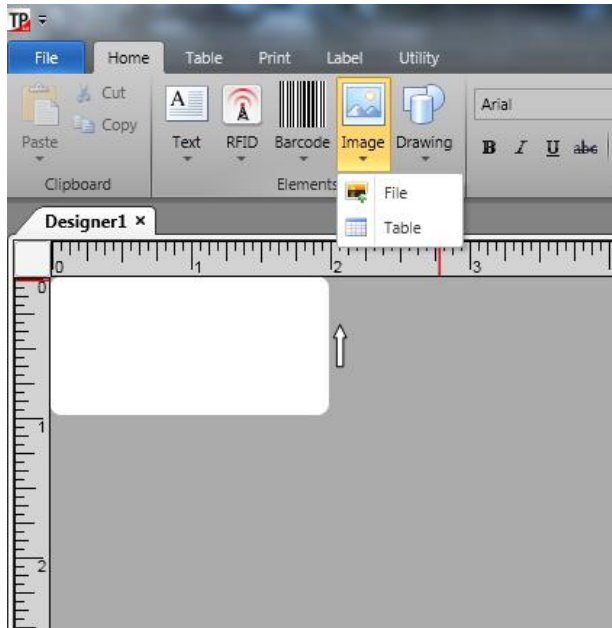 TP
File Home Table Print Label Utility
Cut
Copy
Paste
A
Text RFID Barcode Image Drawing
Arial
B I U abc
Clipboard
Elements
File
Table
Designer1 ×
0 1 2 3
0
1
2